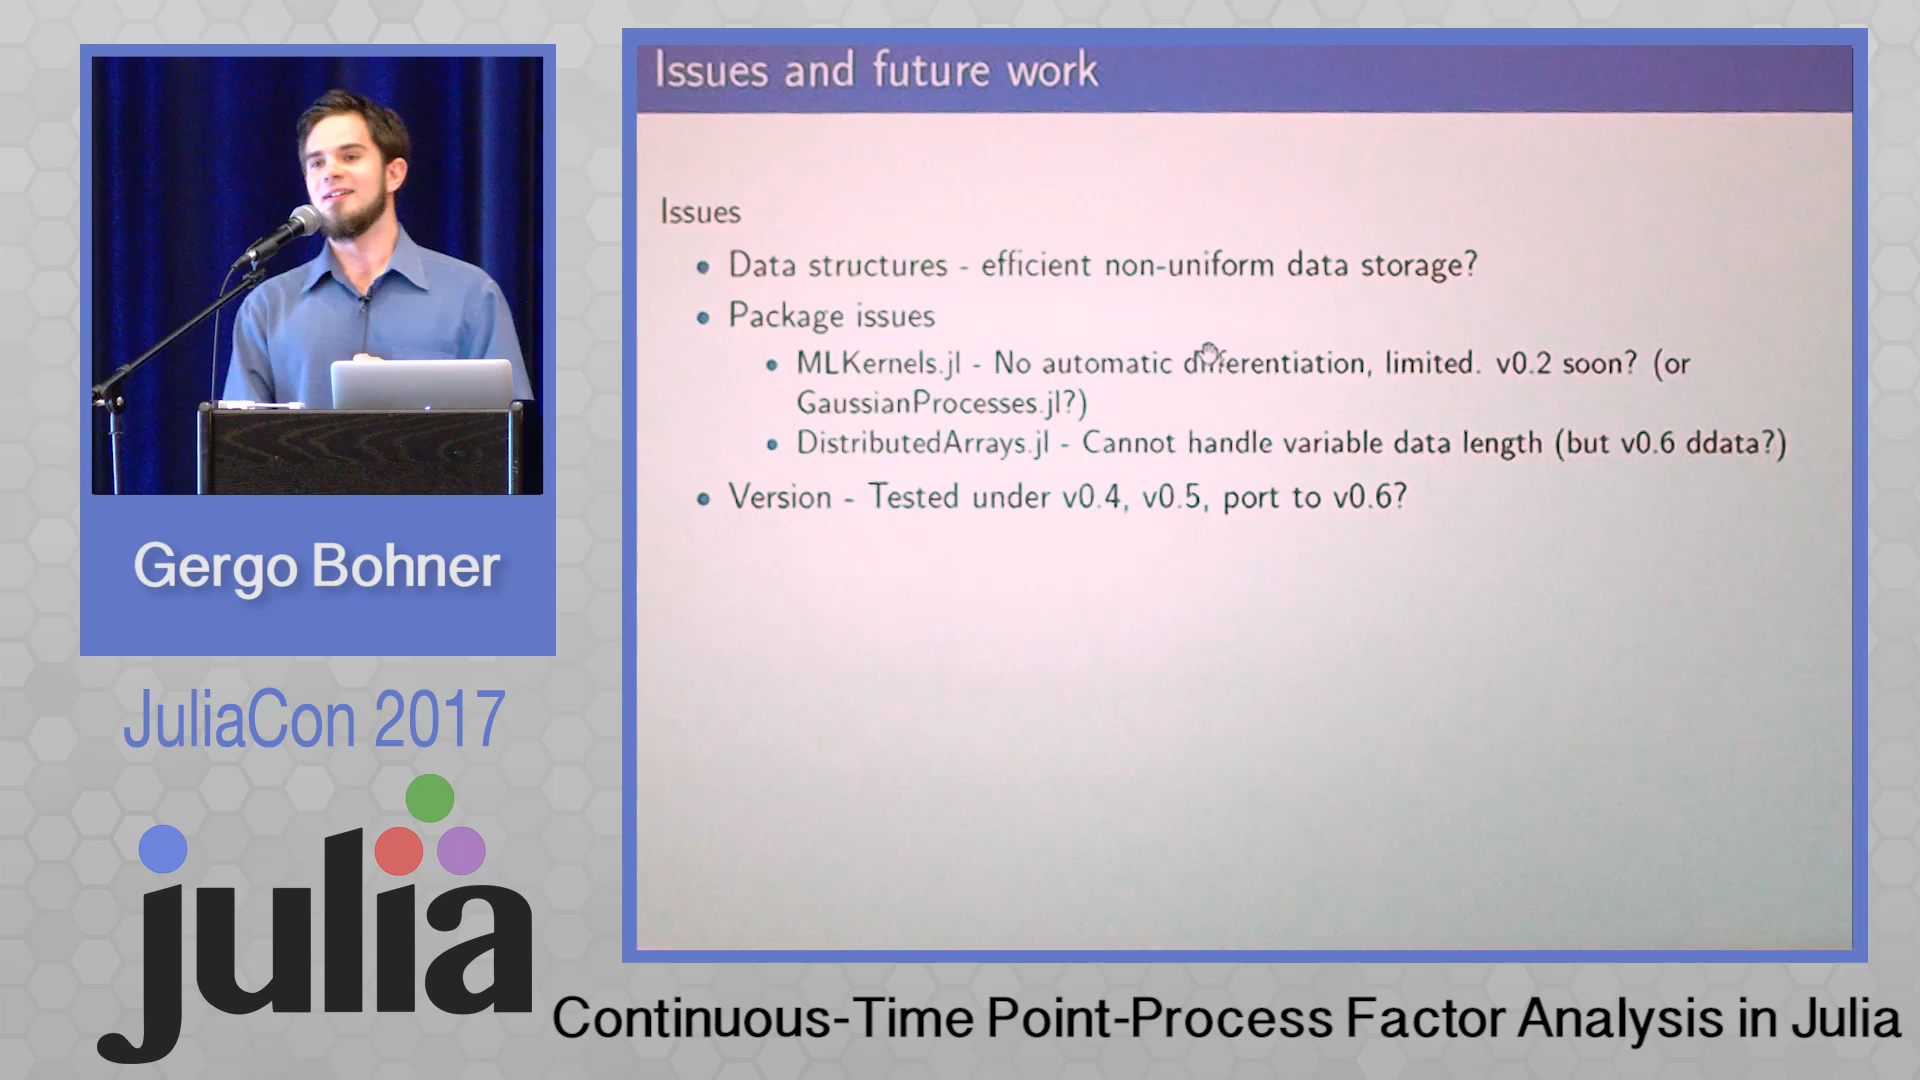 Issues and future work
Issues
Data structures - efficient non-uniform data storage?
Package issues
MLKernels.jl - No automatic differentiation, limited. v0.2 soon? (or
GaussianProcesses.jl?)
DistributedArrays.jl - Cannot handle variable data length (but v0.6 ddata?)
Version - Tested under v0.4, v0.5, port to v0.6?
Gergo Bohner
JuliaCon 2017
julia
Continuous-Time Point-Process Factor Analysis in Julia